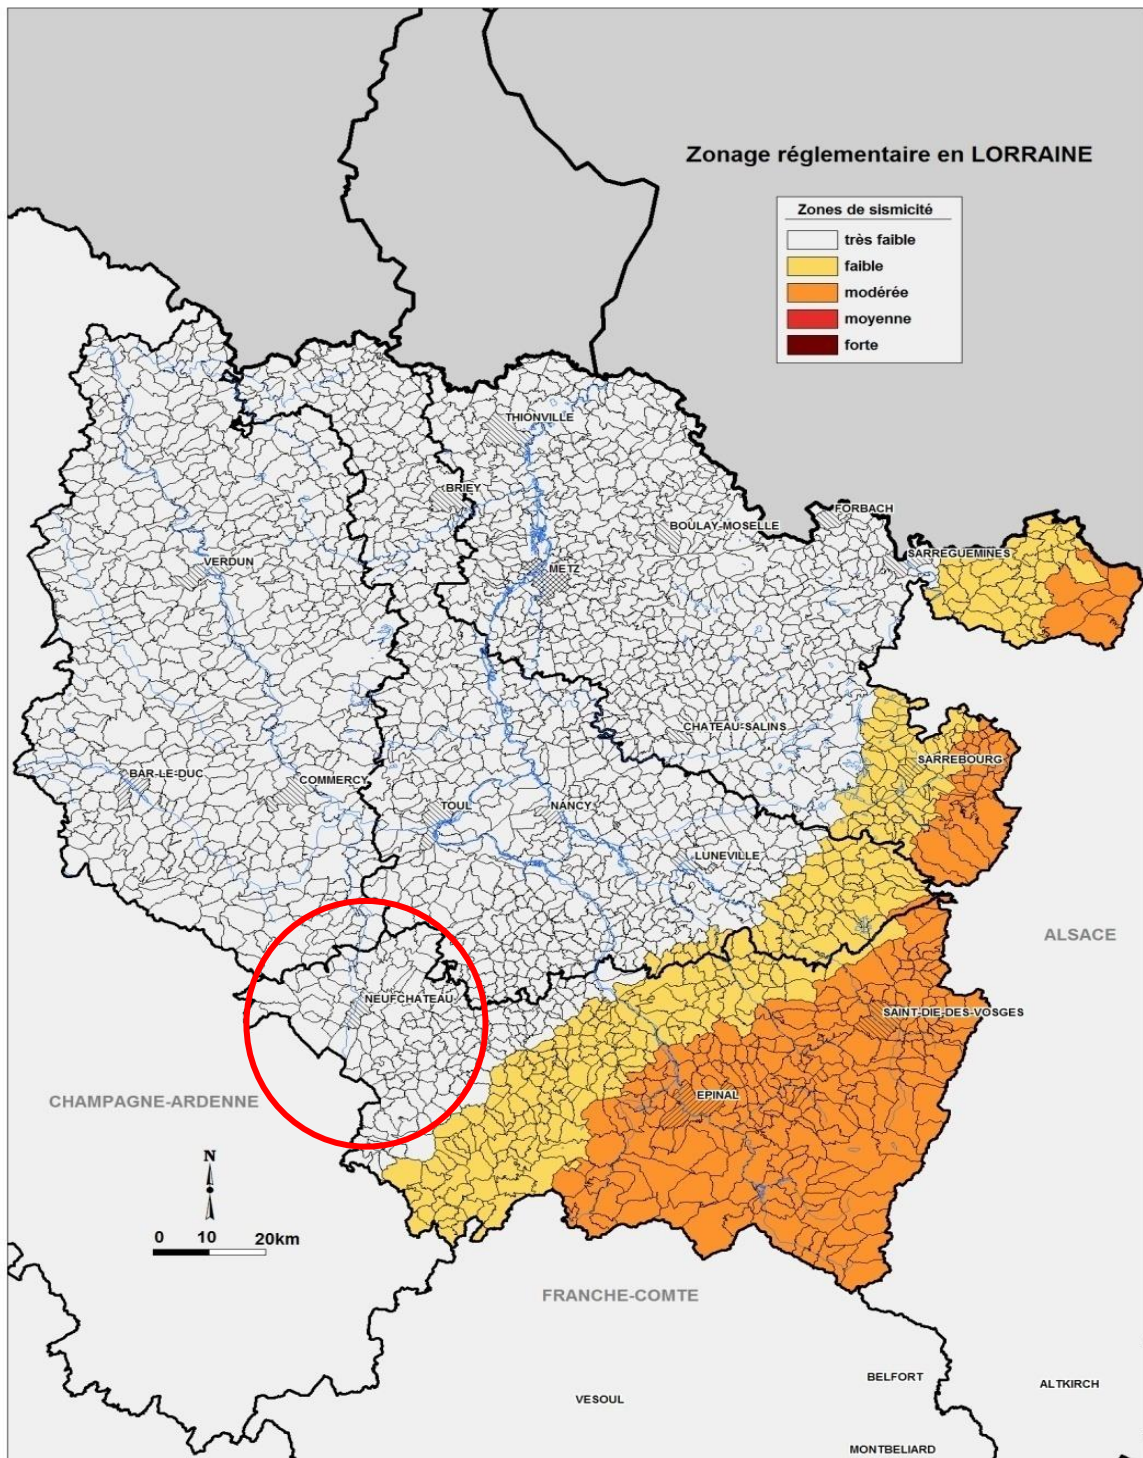 Zonage réglementaire en LORRAINE
Zones de sismicité
très faible
faible
modérée
moyenne
forte
THIONVILLE
BRIEY
FORBACH
BOULAY-MOSELLE
SARREGUEMINES
VERDUN
METZ
CHATEAU-SALINS
SARREBOURG
BAR-LE-DUC
COMMERCY
TOUL
NANCY
LUNEVILLE
ALSACE
NEUFCHATEAU
SAINT-DIE-DES-VOSGES
EPINAL
CHAMPAGNE-ARDENNE
N
0 10 20km
FRANCHE-COMTE
BELFORT
ALTKIRCH
VESOUL
MONTBELIARD